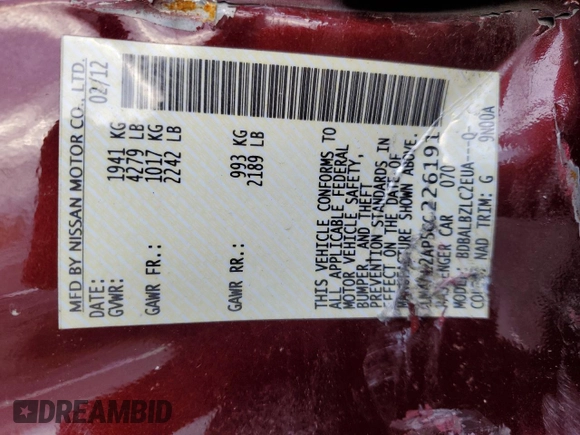 MFD BY NISSAN MOTOR CO., LTD.
DATE: 02/12
GVWR: 1941 KG
4279 LB
GAWR FR.: 1017 KG
2242 LB
GAWR RR.: 993 KG
2189 LB
THIS VEHICLE CONFORMS TO
ALL APPLICABLE FEDERAL
MOTOR VEHICLE SAFETY,
BUMPER, AND THEFT
PREVENTION STANDARDS IN
EFFECT ON THE DATE OF
MANUFACTURE SHOWN ABOVE.
226191
PASSENGER CAR 070
MODEL: BDBALBZLC2EUA---Q
COLOR: NAD TRIM: G 9N00A
DREAMBID